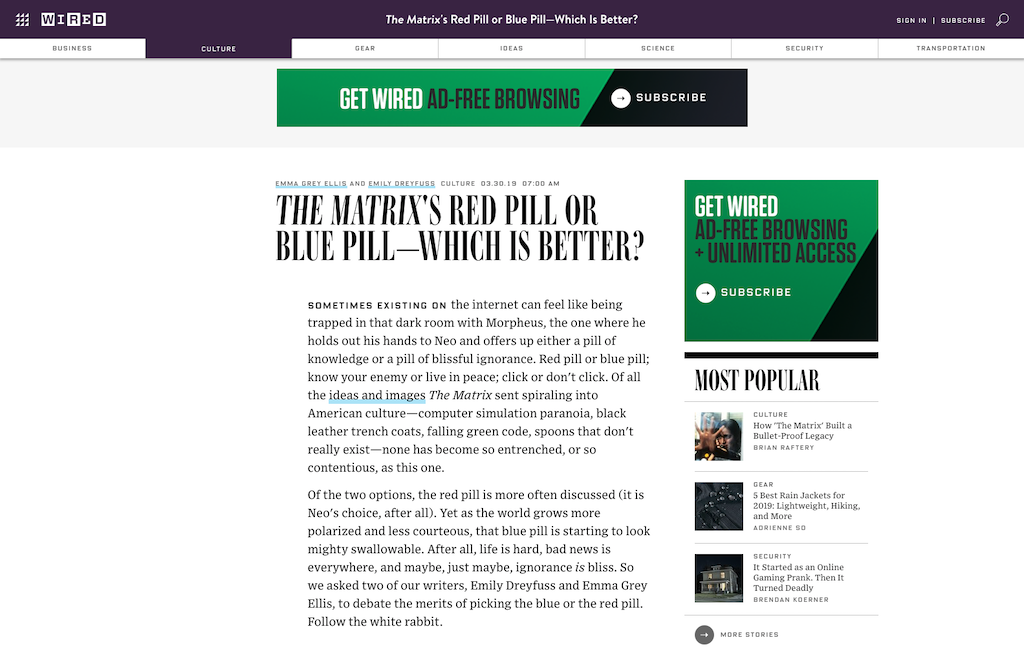 WIRED
The Matrix's Red Pill or Blue Pill—Which Is Better?
SIGN IN | SUBSCRIBE
BUSINESS
CULTURE
GEAR
IDEAS
SCIENCE
SECURITY
TRANSPORTATION
GET WIRED AD-FREE BROWSING
SUBSCRIBE
EMMA GREY ELLIS AND EMILY DREYFUSS CULTURE 03.30.19 07:00 AM
THE MATRIX'S RED PILL OR
BLUE PILL—WHICH IS BETTER?
SOMETIMES EXISTING ON the internet can feel like being
trapped in that dark room with Morpheus, the one where he
holds out his hands to Neo and offers up either a pill of
knowledge or a pill of blissful ignorance. Red pill or blue pill;
know your enemy or live in peace; click or don't click. Of all
the ideas and images The Matrix sent spiraling into
American culture—computer simulation paranoia, black
leather trench coats, falling green code, spoons that don't
really exist—none has become so entrenched, or so
contentious, as this one.
Of the two options, the red pill is more often discussed (it is
Neo's choice, after all). Yet as the world grows more
polarized and less courteous, that blue pill is starting to look
mighty swallowable. After all, life is hard, bad news is
everywhere, and maybe, just maybe, ignorance is bliss. So
we asked two of our writers, Emily Dreyfuss and Emma Grey
Ellis, to debate the merits of picking the blue or the red pill.
Follow the white rabbit.
GET WIRED
AD-FREE BROWSING
+ UNLIMITED ACCESS
SUBSCRIBE
MOST POPULAR
CULTURE
How 'The Matrix' Built a
Bullet-Proof Legacy
BRIAN RAFTERY
GEAR
5 Best Rain Jackets for
2019: Lightweight, Hiking,
and More
ADRIENNE SO
SECURITY
It Started as an Online
Gaming Prank. Then It
Turned Deadly
BRENDAN KOERNER
MORE STORIES